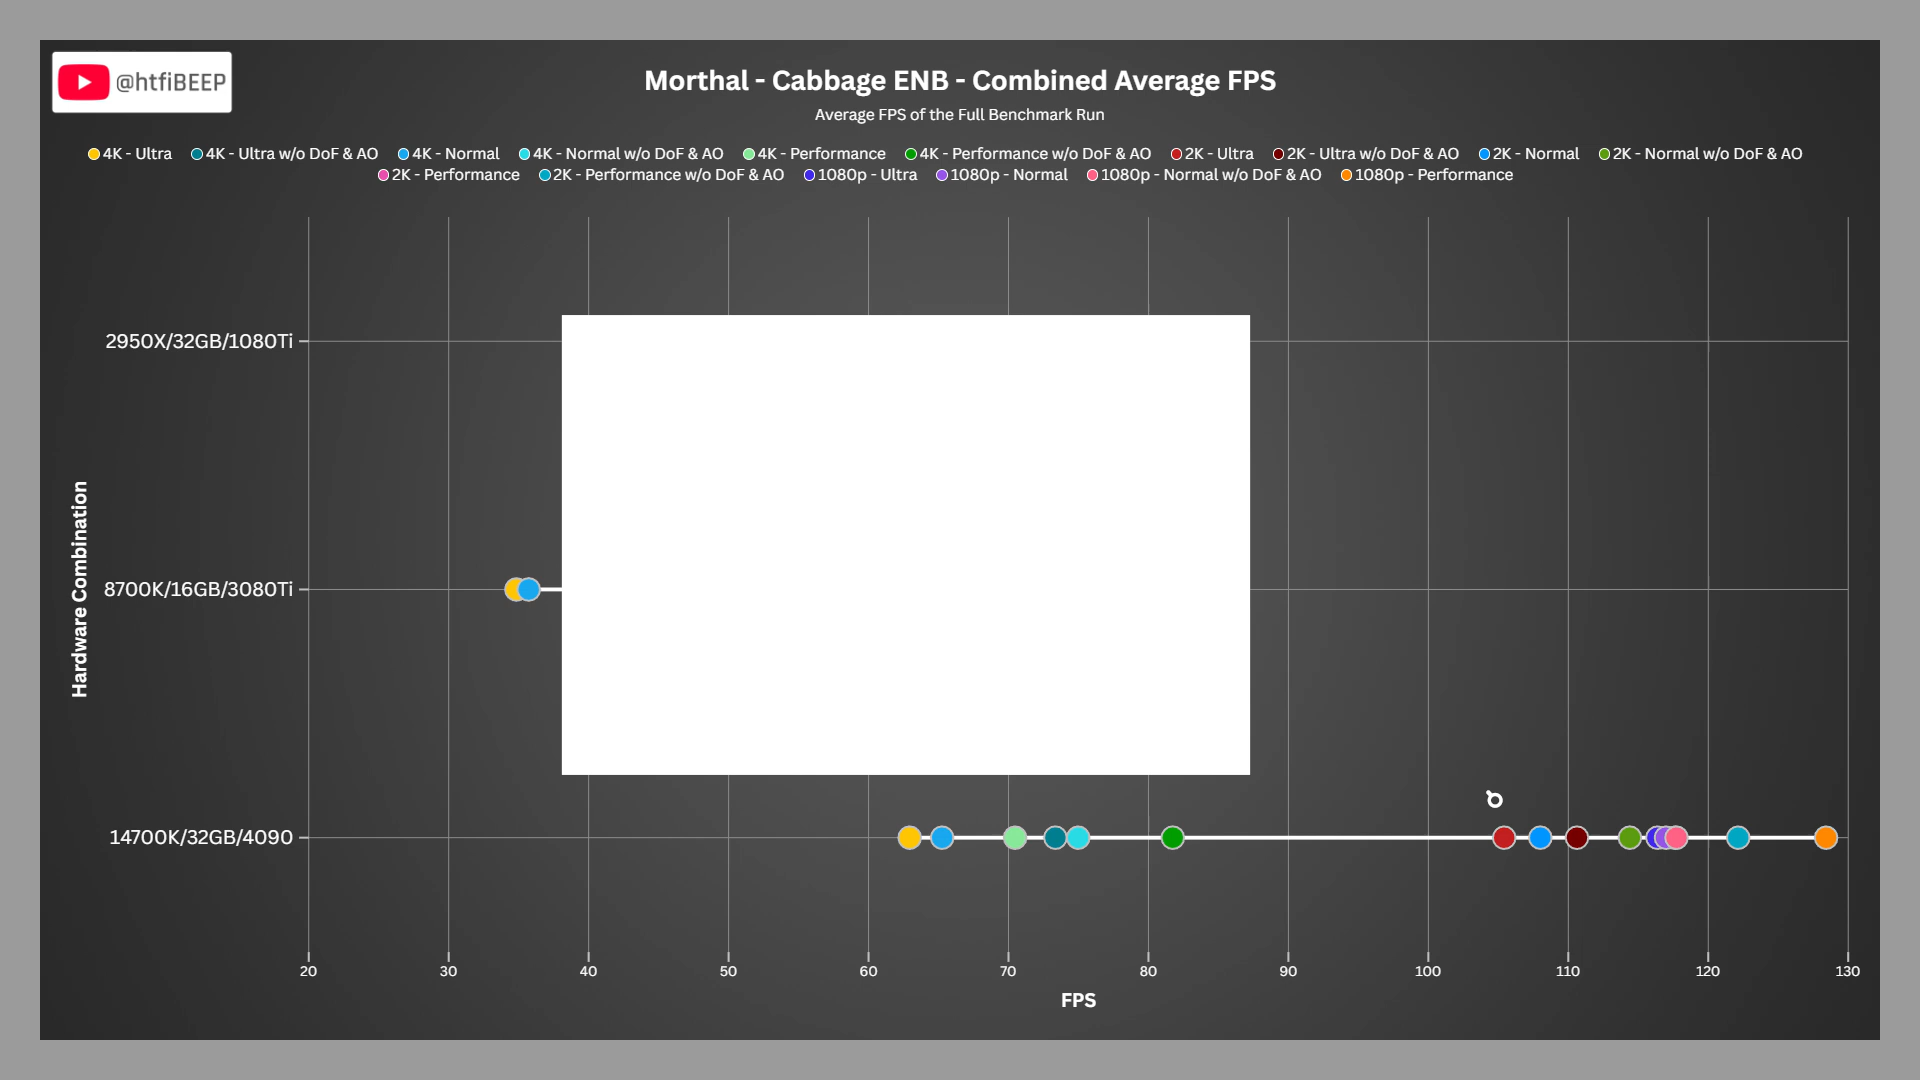 @htfiBEEP
Morthal - Cabbage ENB - Combined Average FPS
Average FPS of the Full Benchmark Run
4K - Ultra 4K - Ultra w/o DoF & AO 4K - Normal 4K - Normal w/o DoF & AO 4K - Performance 4K - Performance w/o DoF & AO 2K - Ultra 2K - Ultra w/o DoF & AO 2K - Normal 2K - Normal w/o DoF & AO
2K - Performance 2K - Performance w/o DoF & AO 1080p - Ultra 1080p - Normal 1080p - Normal w/o DoF & AO 1080p - Performance
Hardware Combination
2950X/32GB/1080Ti
8700K/16GB/3080Ti
14700K/32GB/4090
20 30 40 50 60 70 80 90 100 110 120 130
FPS